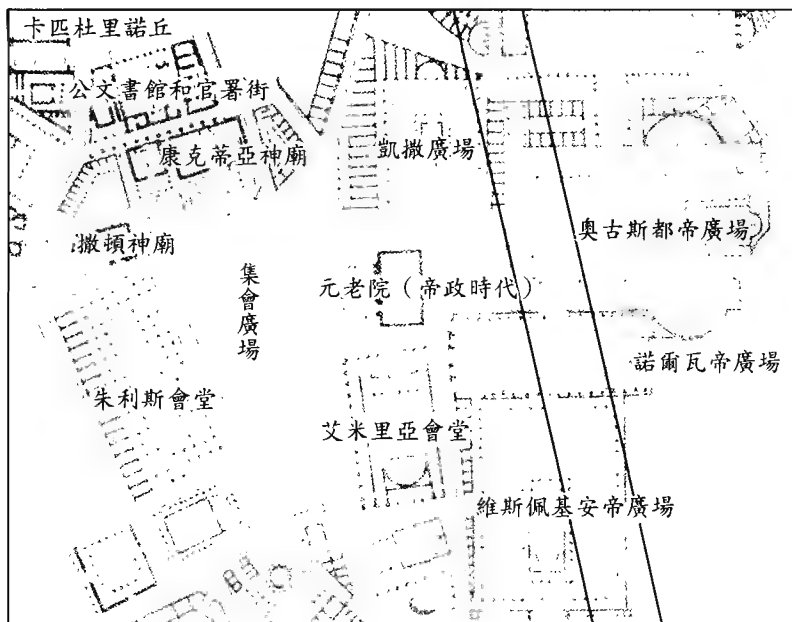 卡匹杜里諾丘
公文書館和官署街
康克蒂亞神廟
凱撒廣場
撒頓神廟
奧古斯都帝廣場
集會廣場
元老院（帝政時代）
諾爾瓦帝廣場
朱利斯會堂
艾米里亞會堂
維斯佩基安帝廣場